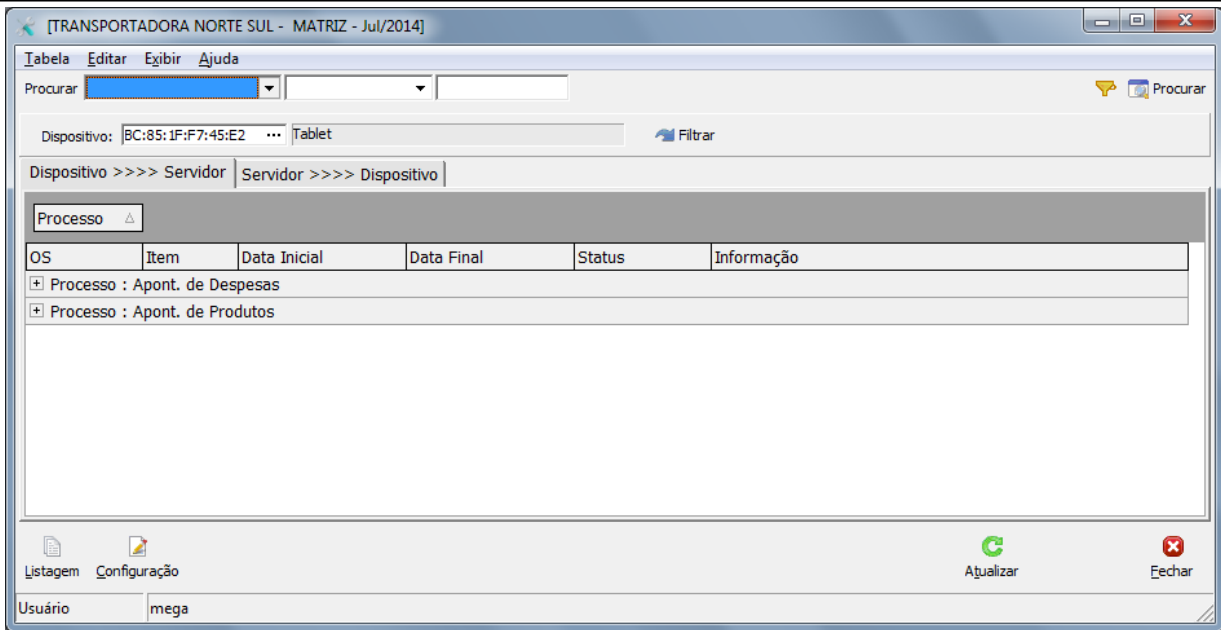 [TRANSPORTADORA NORTE SUL -  MATRIZ - Jul/2014]
Tabela Editar Exibir Ajuda
Procurar Procurar
Dispositivo: BC:85:1F:F7:45:E2 ... Tablet Filtrar
Dispositivo >>>> Servidor Servidor >>>> Dispositivo
Processo
OS Item Data Inicial Data Final Status Informação
Processo : Apont. de Despesas
Processo : Apont. de Produtos
Listagem Configuração Atualizar Fechar
Usuário mega